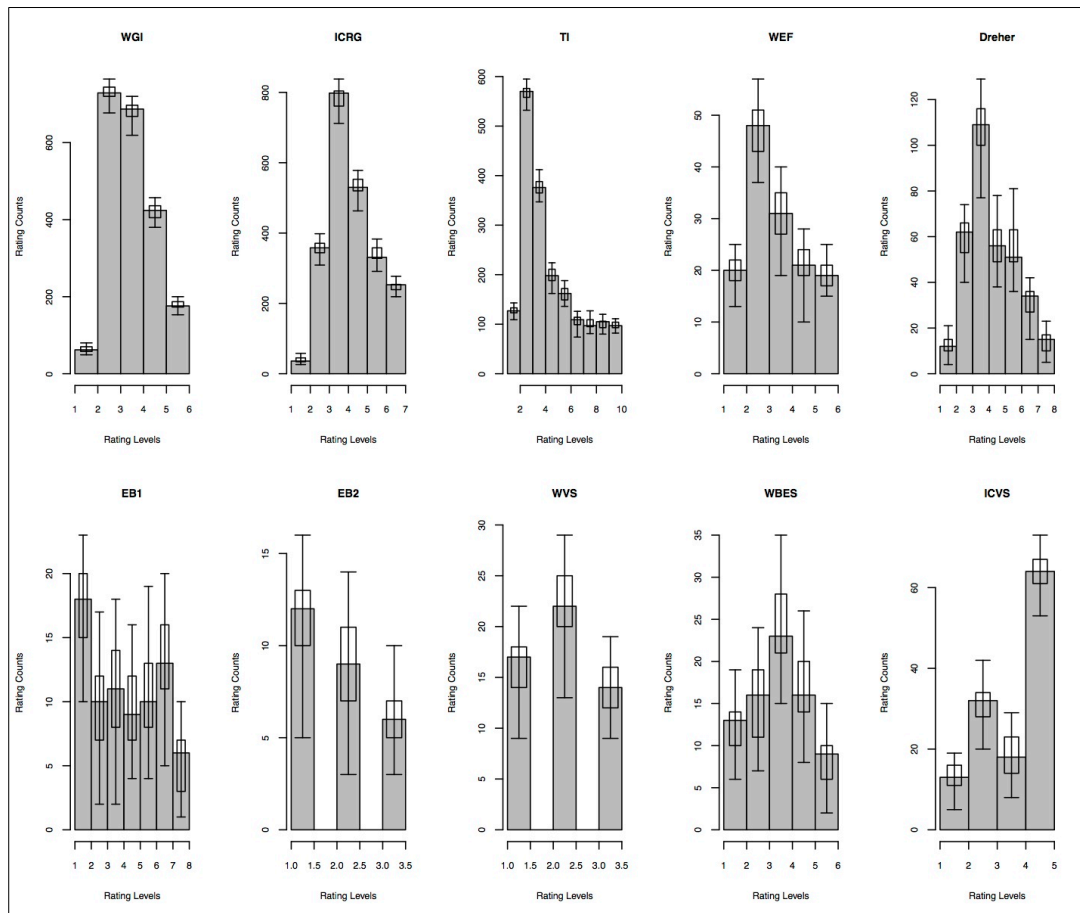 WGI
Rating Counts
0 200 400 600
1 2 3 4 5 6
Rating Levels
ICRG
Rating Counts
0 200 400 600 800
1 2 3 4 5 6 7
Rating Levels
TI
Rating Counts
0 100 200 300 400 500 600
2 4 6 8 10
Rating Levels
WEF
Rating Counts
0 10 20 30 40 50
1 2 3 4 5 6
Rating Levels
Dreher
Rating Counts
0 20 40 60 80 100 120
1 2 3 4 5 6 7 8
Rating Levels
EB1
Rating Counts
0 5 10 15 20
1 2 3 4 5 6 7 8
Rating Levels
EB2
Rating Counts
0 5 10 15
1.0 1.5 2.0 2.5 3.0 3.5
Rating Levels
WVS
Rating Counts
0 5 10 15 20 25 30
1.0 1.5 2.0 2.5 3.0 3.5
Rating Levels
WBES
Rating Counts
0 5 10 15 20 25 30 35
1 2 3 4 5 6
Rating Levels
ICVS
Rating Counts
0 20 40 60
1 2 3 4 5
Rating Levels